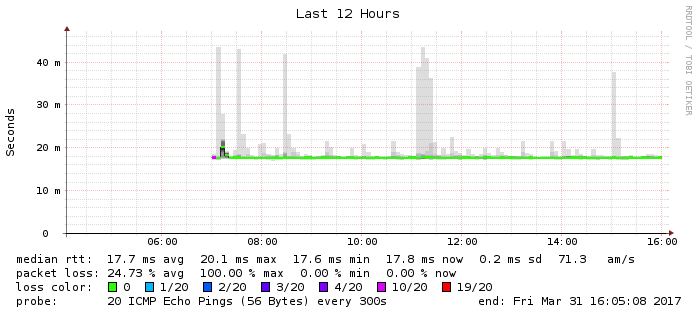 Last 12 Hours
RRDTOOL / TOBI OETIKER
Seconds
40 m
30 m
20 m
10 m
0
06:00 08:00 10:00 12:00 14:00 16:00
median rtt: 17.7 ms avg 20.1 ms max 17.6 ms min 17.8 ms now 0.2 ms sd 71.3 am/s
packet loss: 24.73 % avg 100.00 % max 0.00 % min 0.00 % now
loss color: 0 1/20 2/20 3/20 4/20 10/20 19/20
probe: 20 ICMP Echo Pings (56 Bytes) every 300s end: Fri Mar 31 16:05:08 2017